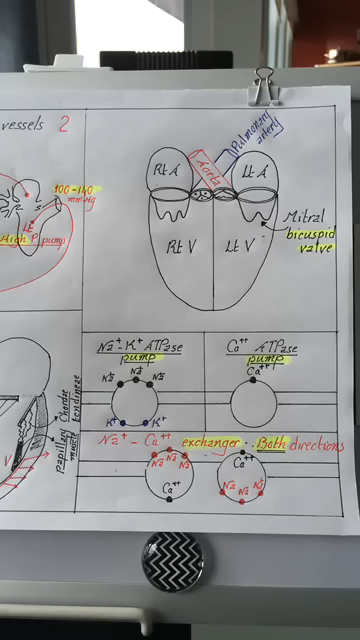 vessels 2
100-140
mmHg
High P pump
Chordae
tendineae
Papillary
muscle
V
Pulmonary
artery
Aorta
Rt A
Lt A
Mitral
bicuspid
valve
Rt V
Lt V
Na⁺-K⁺ ATPase
pump
Na⁺ Na⁺ Na⁺
K⁺ K⁺
Ca⁺⁺ ATPase
pump
Ca⁺⁺
Na⁺ - Ca⁺⁺ exchanger .. Both directions
Na⁺ Na⁺ Na⁺
Ca⁺⁺
Ca⁺⁺
Na⁺ Na⁺ Na⁺